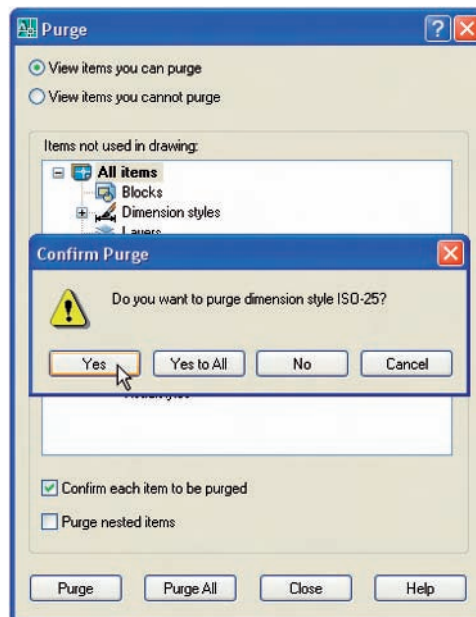 Purge
View items you can purge
View items you cannot purge
Items not used in drawing:
All items
Blocks
Dimension styles
Layers
Confirm Purge
Do you want to purge dimension style ISO-25?
Yes Yes to All No Cancel
Confirm each item to be purged
Purge nested items
Purge Purge All Close Help